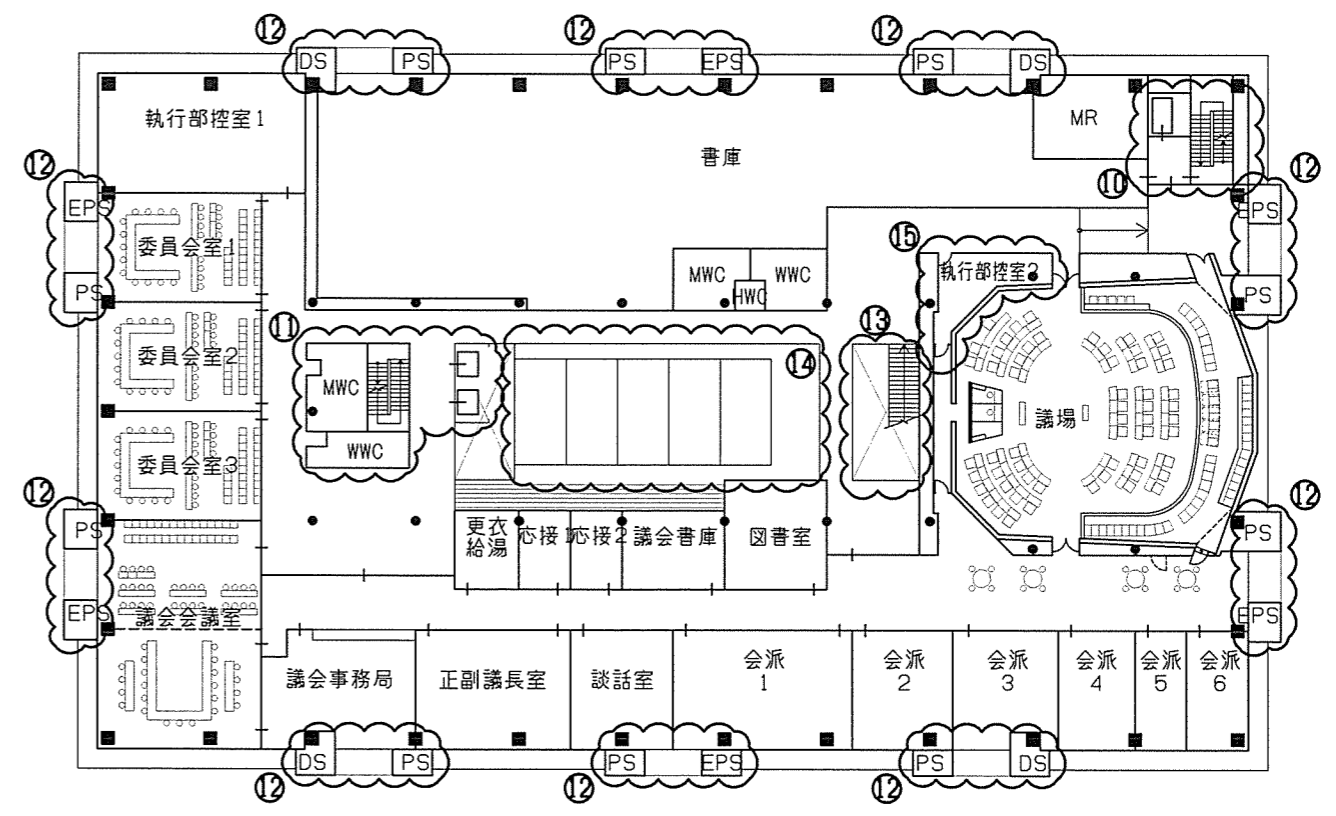 ⑫ ⑫ ⑫
DS PS PS EPS PS DS
執行部控室1
MR
書庫
⑫ ⑩ ⑫
EPS EPS
委員会室1
⑮
執行部控室2
MWC WWC
HWC
PS PS
⑪ ⑬
委員会室2
⑭
MWC
議場
WWC
委員会室3
⑫ ⑫
PS PS
更衣
給湯
応接1
応接2
議会書庫
図書室
EPS EPS
議会会議室
議会事務局
正副議長室
談話室
会派
1
会派
2
会派
3
会派
4
会派
5
会派
6
DS PS PS EPS PS DS
⑫ ⑫ ⑫